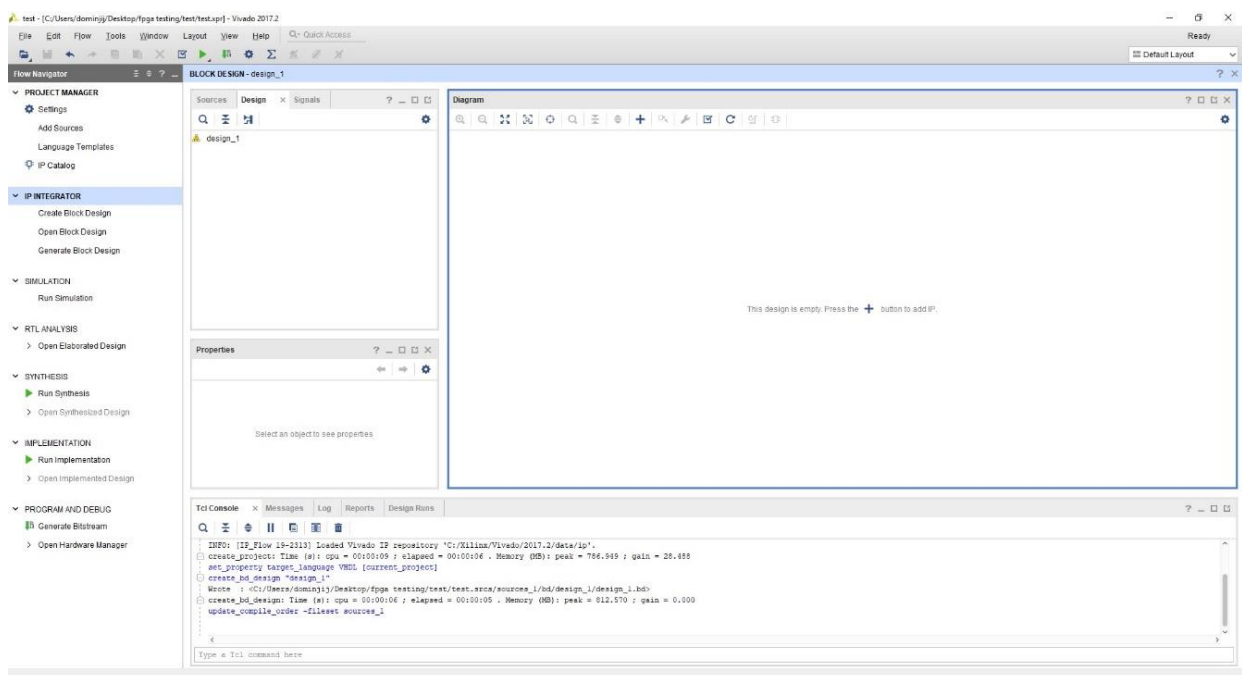 test - [C:/Users/dominjij/Desktop/fpga testing/test/test.xpr] - Vivado 2017.2
File Edit Flow Tools Window Layout View Help Q- Quick Access
Ready
Default Layout
Flow Navigator
BLOCK DESIGN - design_1
PROJECT MANAGER
Settings
Add Sources
Language Templates
IP Catalog
IP INTEGRATOR
Create Block Design
Open Block Design
Generate Block Design
SIMULATION
Run Simulation
RTL ANALYSIS
Open Elaborated Design
SYNTHESIS
Run Synthesis
Open Synthesized Design
IMPLEMENTATION
Run Implementation
Open Implemented Design
PROGRAM AND DEBUG
Generate Bitstream
Open Hardware Manager
Sources Design Signals
design_1
Properties
Select an object to see properties
Diagram
This design is empty. Press the + button to add IP.
Tcl Console Messages Log Reports Design Runs
INFO: [IP_Flow 19-2313] Loaded Vivado IP repository 'C:/Xilinx/Vivado/2017.2/data/ip'.
create_project: Time (s): cpu = 00:00:09 ; elapsed = 00:00:06 . Memory (MB): peak = 786.949 ; gain = 28.488
set_property target_language VHDL [current_project]
create_bd_design "design_1"
Wrote : <C:/Users/dominjij/Desktop/fpga testing/test/test.srcs/sources_1/bd/design_1/design_1.bd>
create_bd_design: Time (s): cpu = 00:00:06 ; elapsed = 00:00:05 . Memory (MB): peak = 812.570 ; gain = 0.000
update_compile_order -fileset sources_1
Type a Tcl command here